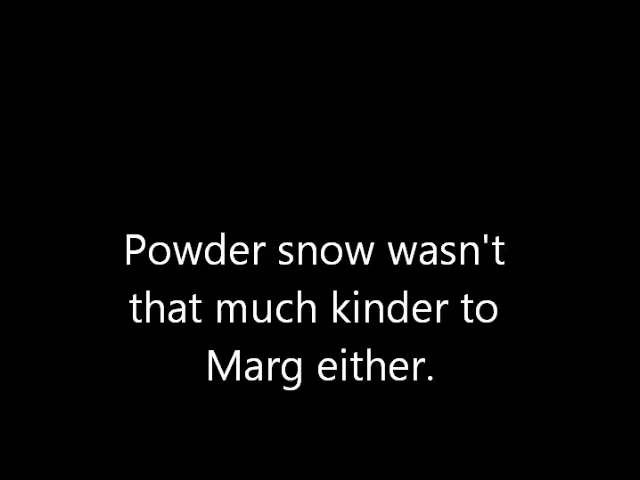 Powder snow wasn't
that much kinder to
Marg either.